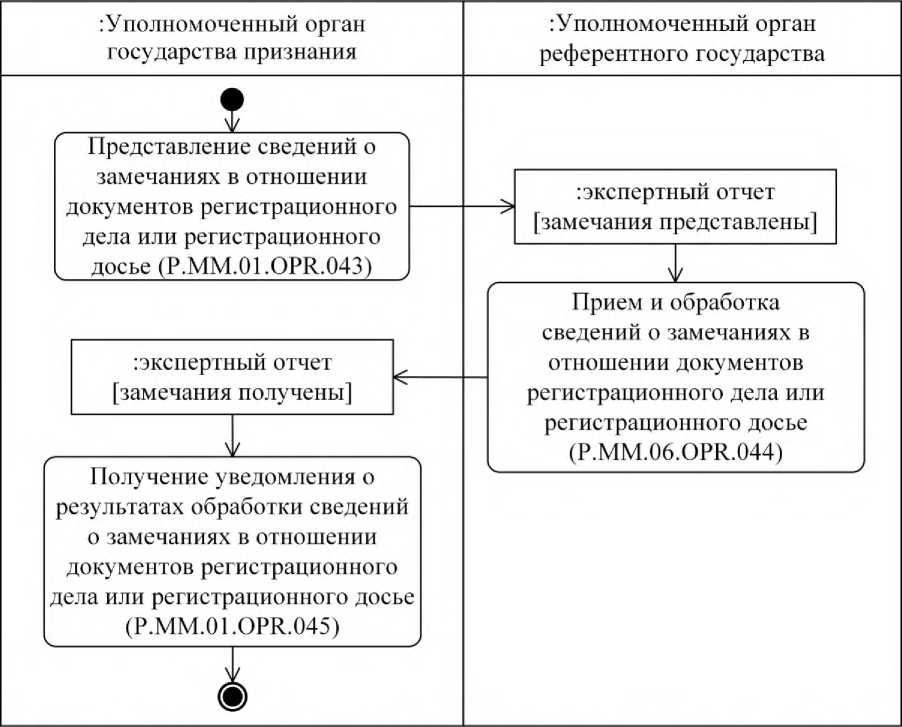 :Уполномоченный орган
государства признания
:Уполномоченный орган
референтного государства
Представление сведений о
замечаниях в отношении
документов регистрационного
дела или регистрационного
досье (P.MM.01.OPR.043)
:экспертный отчет
[замечания представлены]
Прием и обработка
сведений о замечаниях в
отношении документов
регистрационного дела или
регистрационного досье
(P.MM.06.OPR.044)
:экспертный отчет
[замечания получены]
Получение уведомления о
результатах обработки сведений
о замечаниях в отношении
документов регистрационного
дела или регистрационного досье
(P.MM.01.OPR.045)